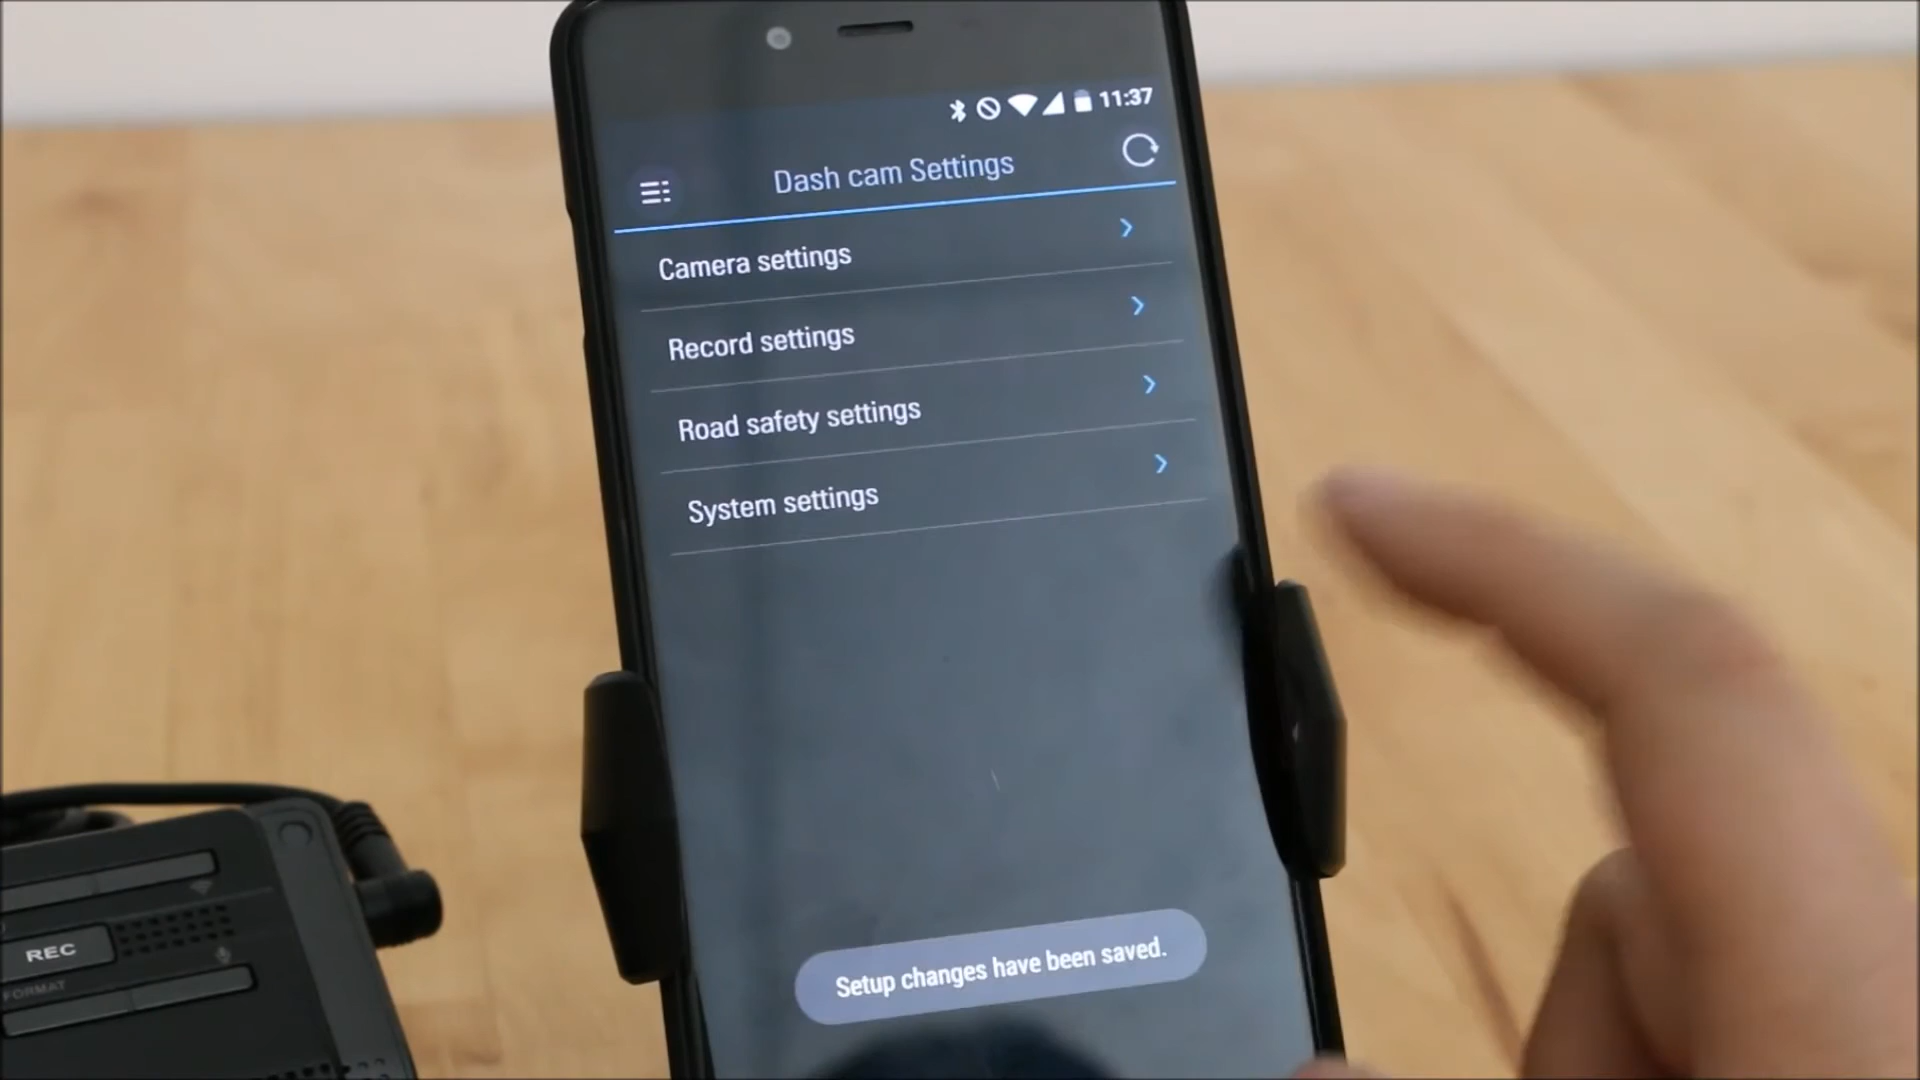 11:37
Dash cam Settings
Camera settings
Record settings
Road safety settings
System settings
Setup changes have been saved.
REC
FORMAT